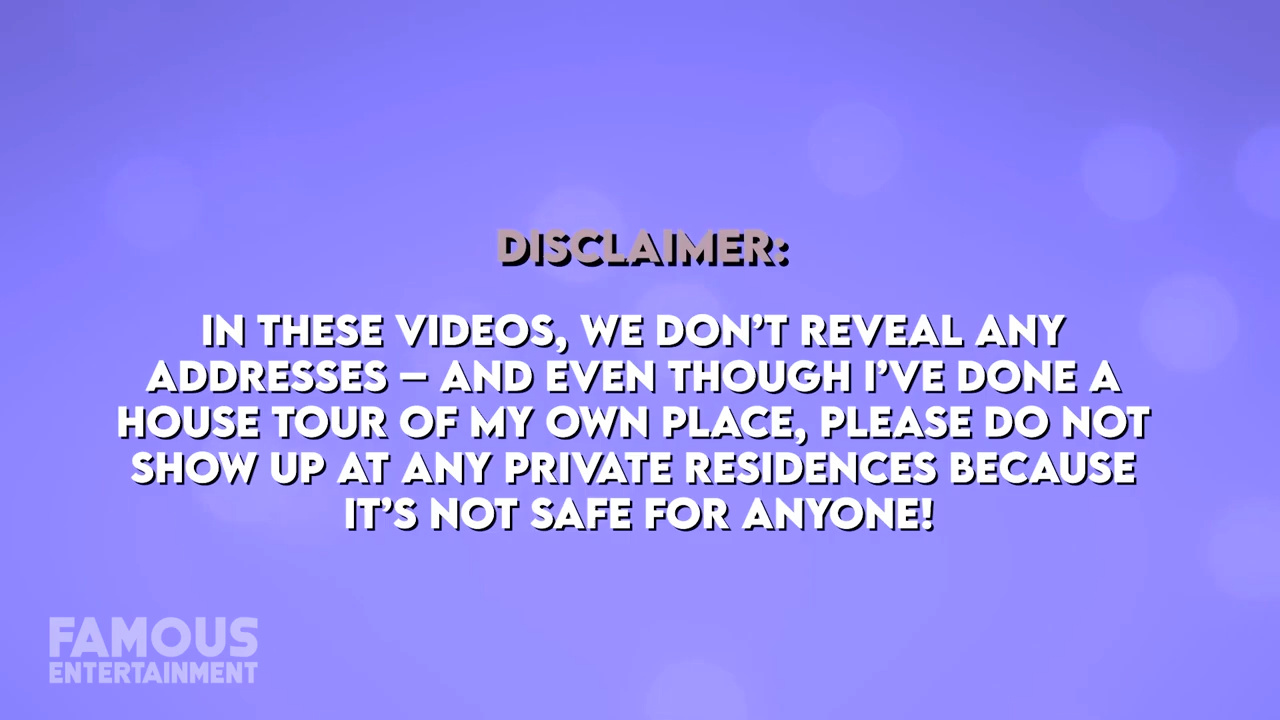 DISCLAIMER:
IN THESE VIDEOS, WE DON'T REVEAL ANY
ADDRESSES – AND EVEN THOUGH I'VE DONE A
HOUSE TOUR OF MY OWN PLACE, PLEASE DO NOT
SHOW UP AT ANY PRIVATE RESIDENCES BECAUSE
IT'S NOT SAFE FOR ANYONE!
FAMOUS
ENTERTAINMENT